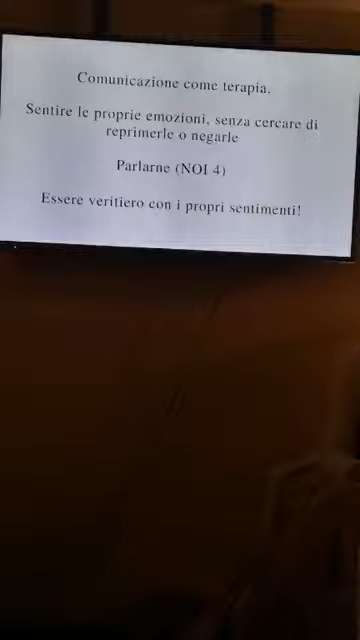 Comunicazione come terapia.
Sentire le proprie emozioni, senza cercare di
reprimerle o negarle
Parlarne (NOI 4)
Essere veritiero con i propri sentimenti!